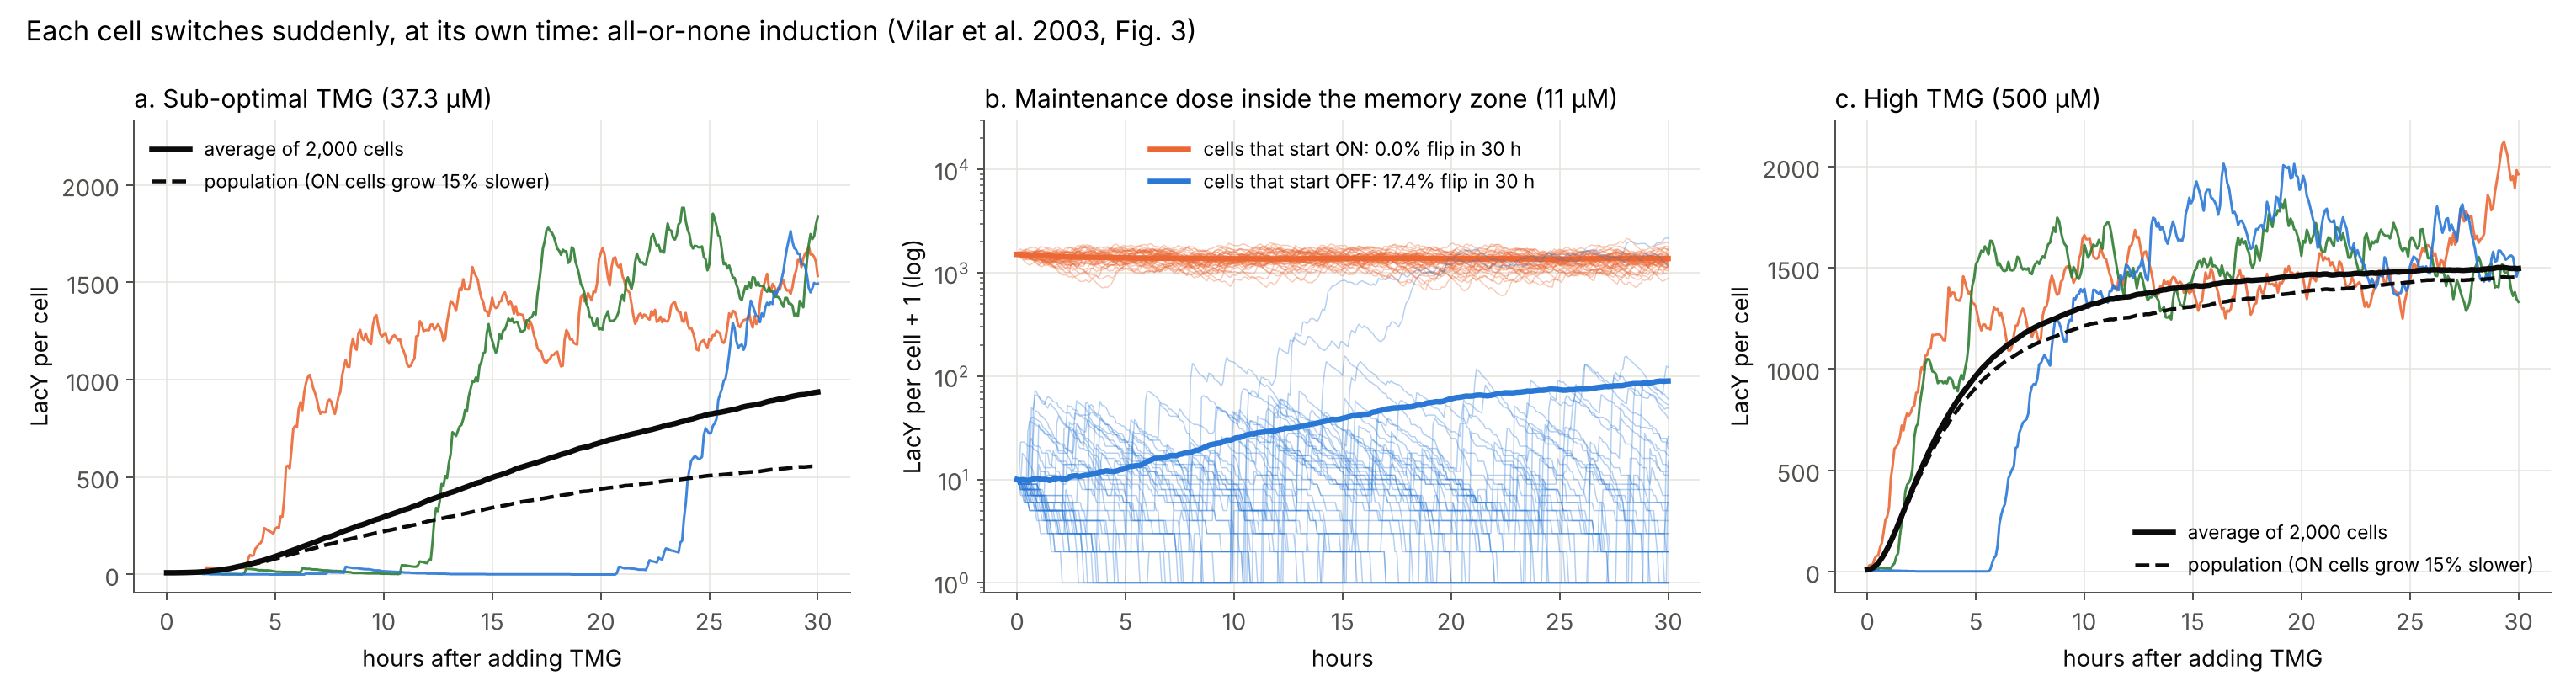 Each cell switches suddenly, at its own time: all-or-none induction (Vilar et al. 2003, Fig. 3)
a. Sub-optimal TMG (37.3 µM)
average of 2,000 cells
population (ON cells grow 15% slower)
LacY per cell
2000
1500
1000
500
0
0 5 10 15 20 25 30
hours after adding TMG
b. Maintenance dose inside the memory zone (11 µM)
cells that start ON: 0.0% flip in 30 h
cells that start OFF: 17.4% flip in 30 h
LacY per cell + 1 (log)
10⁴
10³
10²
10¹
10⁰
0 5 10 15 20 25 30
hours
c. High TMG (500 µM)
LacY per cell
2000
1500
1000
500
0
average of 2,000 cells
population (ON cells grow 15% slower)
0 5 10 15 20 25 30
hours after adding TMG